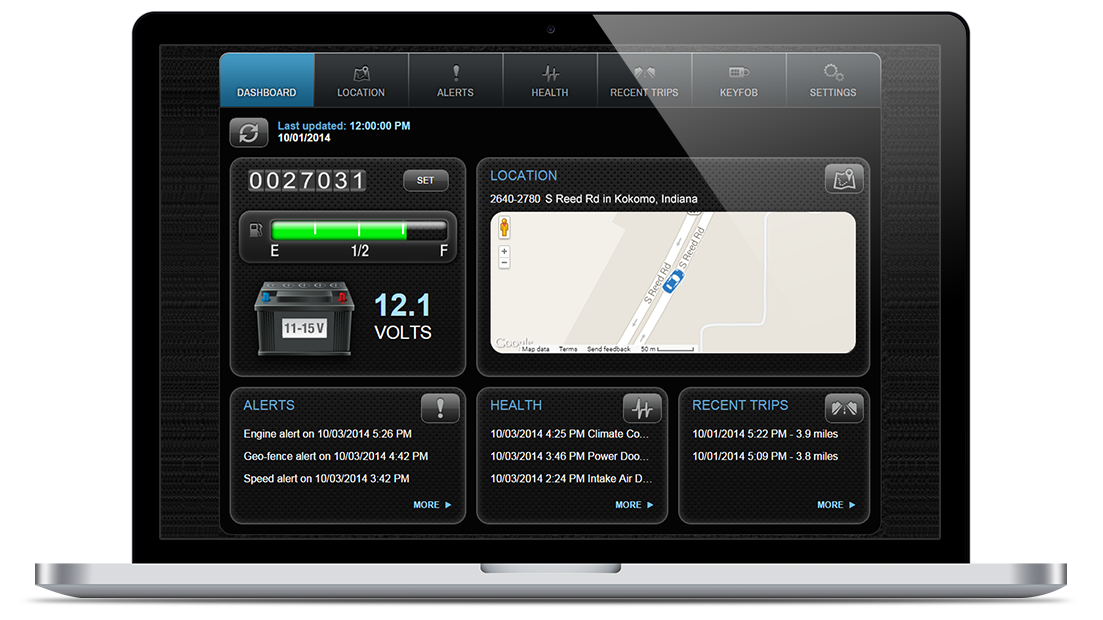 DASHBOARD
LOCATION
ALERTS
HEALTH
RECENT TRIPS
KEYFOB
SETTINGS
Last updated: 12:00:00 PM
10/01/2014
0027031
SET
E 1/2 F
11-15 V
12.1
VOLTS
LOCATION
2640-2780 S Reed Rd in Kokomo, Indiana
S Reed Rd
S Reed Rd
Google
Map data Terms Send feedback 50 m
ALERTS
Engine alert on 10/03/2014 5:26 PM
Geo-fence alert on 10/03/2014 4:42 PM
Speed alert on 10/03/2014 3:42 PM
MORE
HEALTH
10/03/2014 4:25 PM Climate Co...
10/03/2014 3:46 PM Power Doo...
10/03/2014 2:24 PM Intake Air D...
MORE
RECENT TRIPS
10/01/2014 5:22 PM - 3.9 miles
10/01/2014 5:09 PM - 3.8 miles
MORE